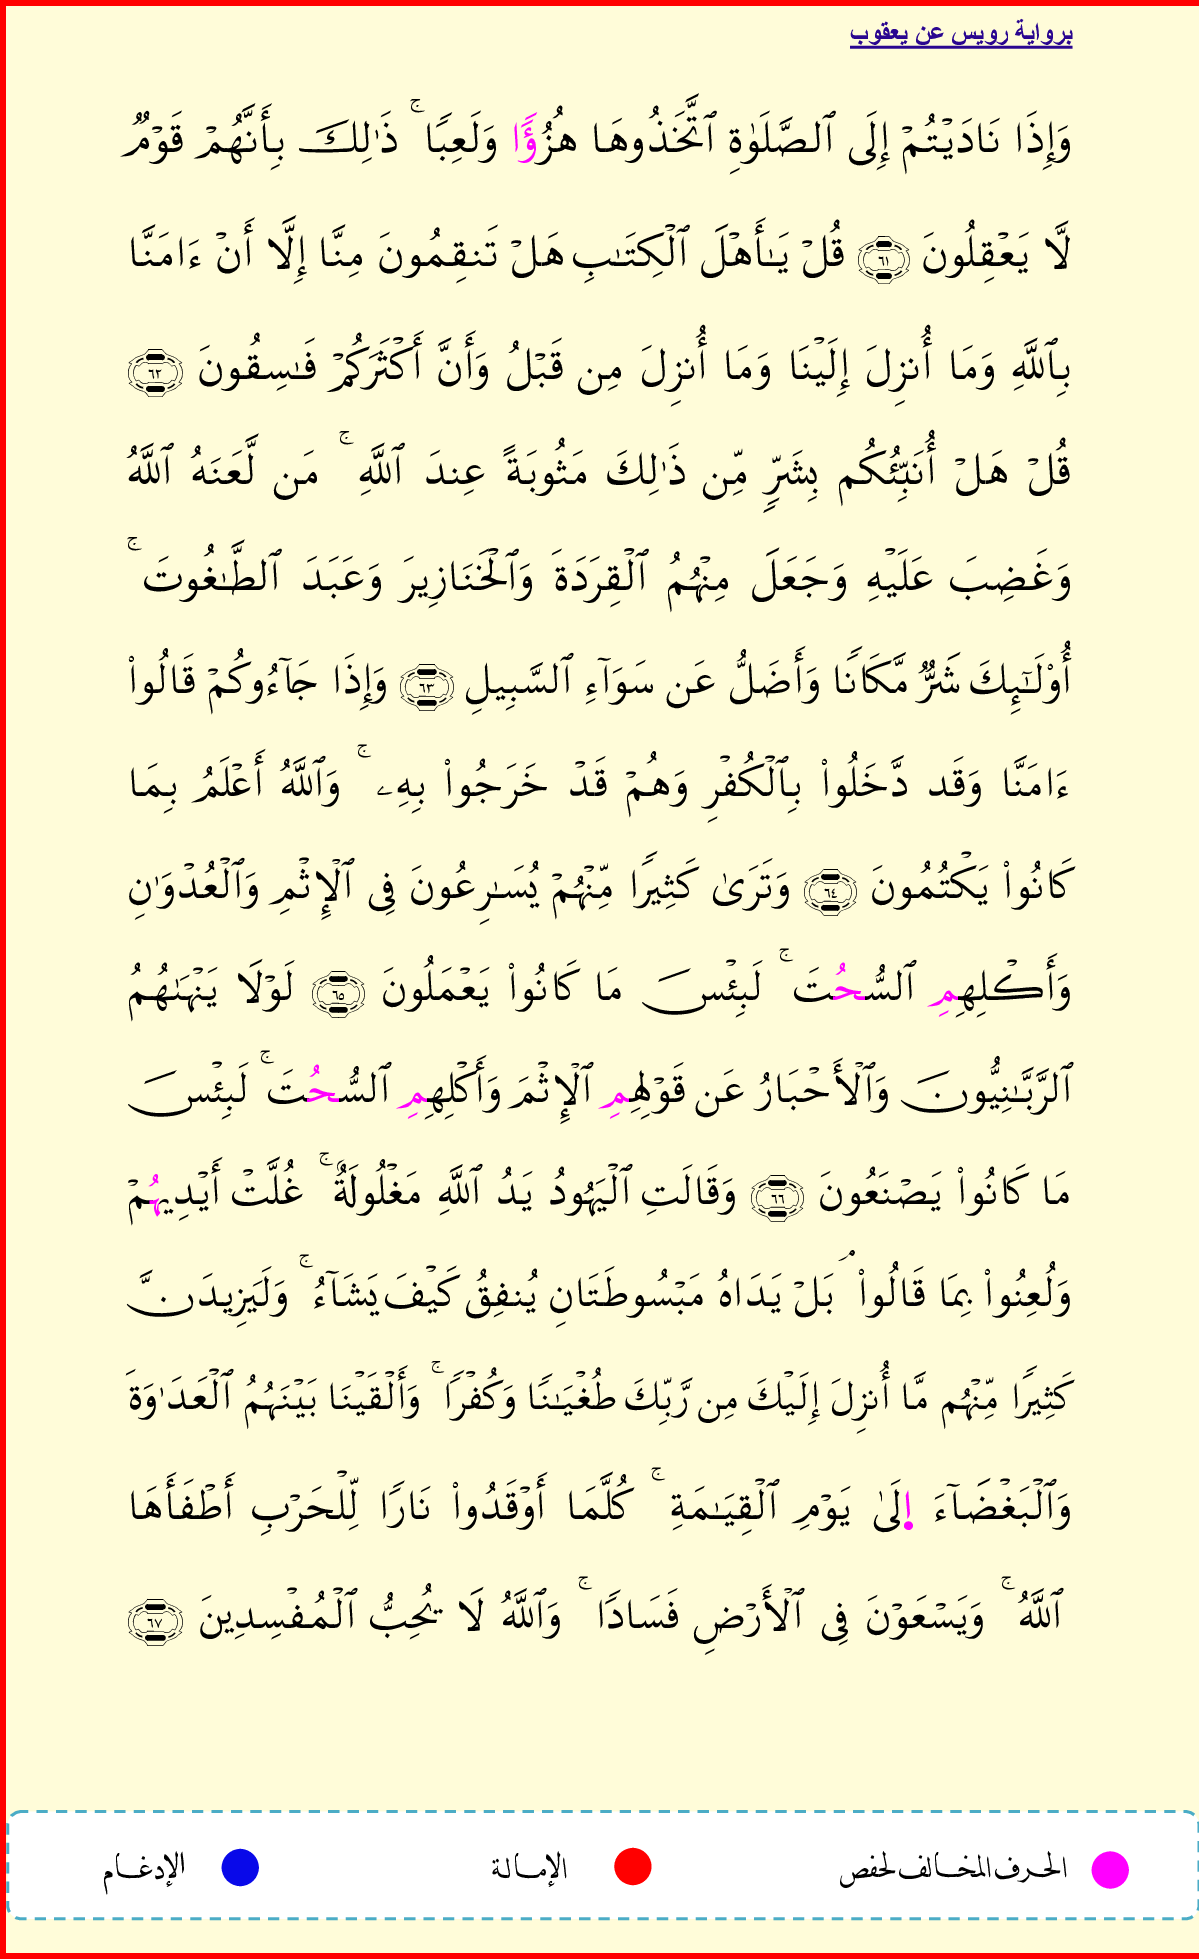 برواية رويس عن يعقوب
وَإِذَا نَادَيْتُمْ إِلَى ٱلصَّلَوٰةِ ٱتَّخَذُوهَا هُزُؤًا وَلَعِبًا ۚ ذَٰلِكَ بِأَنَّهُمْ قَوْمٌ
لَّا يَعْقِلُونَ ٦١ قُلْ يَـٰٓأَهْلَ ٱلْكِتَـٰبِ هَلْ تَنقِمُونَ مِنَّا إِلَّا أَنْ ءَامَنَّا
بِٱللَّهِ وَمَا أُنزِلَ إِلَيْنَا وَمَا أُنزِلَ مِن قَبْلُ وَأَنَّ أَكْثَرَكُمْ فَـٰسِقُونَ ٦٢
قُلْ هَلْ أُنَبِّئُكُم بِشَرٍّ مِّن ذَٰلِكَ مَثُوبَةً عِندَ ٱللَّهِ ۚ مَن لَّعَنَهُ ٱللَّهُ
وَغَضِبَ عَلَيْهِ وَجَعَلَ مِنْهُمُ ٱلْقِرَدَةَ وَٱلْخَنَازِيرَ وَعَبَدَ ٱلطَّـٰغُوتَ ۚ
أُوْلَـٰٓئِكَ شَرٌّ مَّكَانًا وَأَضَلُّ عَن سَوَآءِ ٱلسَّبِيلِ ٦٣ وَإِذَا جَآءُوكُمْ قَالُوا۟
ءَامَنَّا وَقَد دَّخَلُوا۟ بِٱلْكُفْرِ وَهُمْ قَدْ خَرَجُوا۟ بِهِۦ ۚ وَٱللَّهُ أَعْلَمُ بِمَا
كَانُوا۟ يَكْتُمُونَ ٦٤ وَتَرَىٰ كَثِيرًا مِّنْهُمْ يُسَـٰرِعُونَ فِى ٱلْإِثْمِ وَٱلْعُدْوَٰنِ
وَأَكْلِهِمِ ٱلسُّحُتَ ۚ لَبِئْسَ مَا كَانُوا۟ يَعْمَلُونَ ٦٥ لَوْلَا يَنْهَىٰهُمُ
ٱلرَّبَّـٰنِيُّونَ وَٱلْأَحْبَارُ عَن قَوْلِهِمِ ٱلْإِثْمَ وَأَكْلِهِمِ ٱلسُّحُتَ ۚ لَبِئْسَ
مَا كَانُوا۟ يَصْنَعُونَ ٦٦ وَقَالَتِ ٱلْيَهُودُ يَدُ ٱللَّهِ مَغْلُولَةٌ ۚ غُلَّتْ أَيْدِيهُمْ
وَلُعِنُوا۟ بِمَا قَالُوا۟ ۘ بَلْ يَدَاهُ مَبْسُوطَتَانِ يُنفِقُ كَيْفَ يَشَآءُ ۚ وَلَيَزِيدَنَّ
كَثِيرًا مِّنْهُم مَّا أُنزِلَ إِلَيْكَ مِن رَّبِّكَ طُغْيَـٰنًا وَكُفْرًا ۚ وَأَلْقَيْنَا بَيْنَهُمُ ٱلْعَدَٰوَةَ
وَٱلْبَغْضَآءَ إِلَىٰ يَوْمِ ٱلْقِيَـٰمَةِ ۚ كُلَّمَا أَوْقَدُوا۟ نَارًا لِّلْحَرْبِ أَطْفَأَهَا
ٱللَّهُ ۚ وَيَسْعَوْنَ فِى ٱلْأَرْضِ فَسَادًا ۚ وَٱللَّهُ لَا يُحِبُّ ٱلْمُفْسِدِينَ ٦٧
الحرف المخالف لحفص الإمالة الإدغام